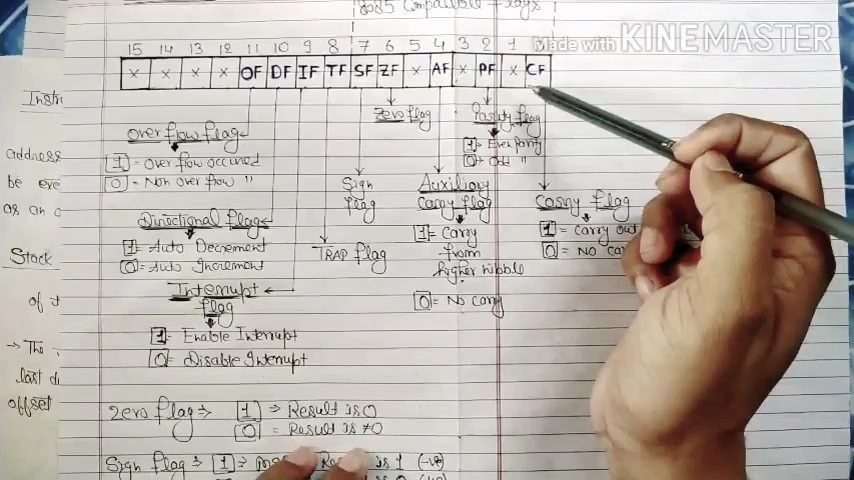 8085 Compatible Flags
Made with KINEMASTER
15 14 13 12 11 10 9 8 7 6 5 4 3 2 1
x x x x OF DF IF TF SF ZF x AF x PF x CF
Instr
Zero flag
Parity flag
1 = Even Parity
0 = Odd "
Over flow flag
1 = Over flow occured
0 = Non over flow "
address
be eve
as an
Sign flag
Auxiliary
Carry flag
1 = Carry
from
higher nibble
0 = No carry
Carry flag
1 = Carry out
0 = No car
Directional flag
1 = Auto Decrement
0 = Auto Increment
TRAP flag
Stack
of
Interrupt
flag
1 = Enable Interrupt
0 = Disable Interrupt
→ The
last
offset
Zero flag ⇒ 1 ⇒ Result is 0
0 = Result is ≠0
Sign flag ⇒ 1 ⇒ is 1 (-ve)